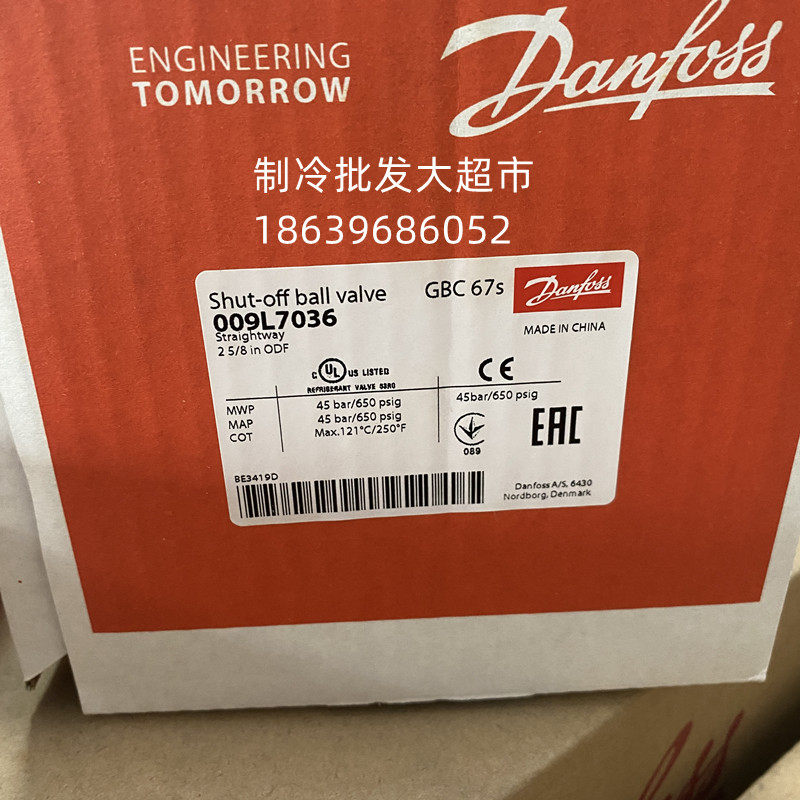 ENGINEERING
TOMORROW
Danfoss
制冷批发大超市
18639686052
Shut-off ball valve GBC 67s Danfoss
009L7036
Straightway
2 5/8 in ODF
MADE IN CHINA
C UL US LISTED
REFRIGERANT VALVE 53R0
CE
MWP 45 bar/650 psig 45bar/650 psig
MAP 45 bar/650 psig
COT Max.121°C/250°F
089
EAC
BE3419D
Danfoss A/S, 6430
Nordborg, Denmark